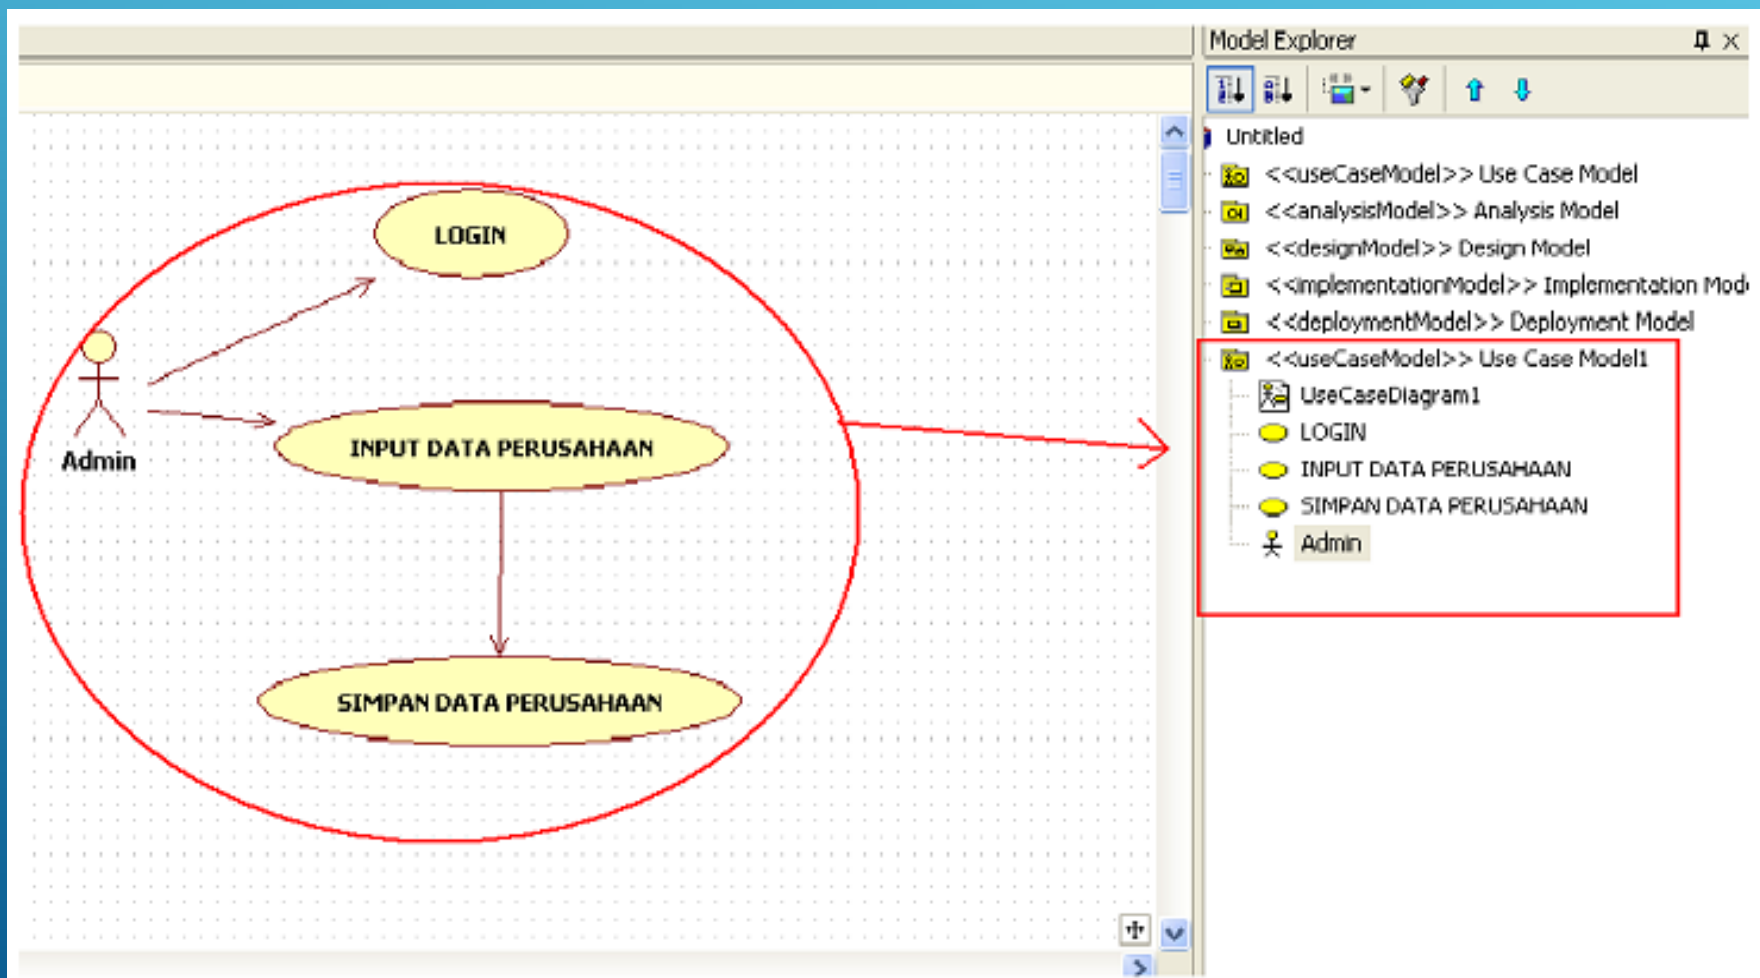 Model Explorer
Untitled
<<useCaseModel>> Use Case Model
<<analysisModel>> Analysis Model
<<designModel>> Design Model
<<implementationModel>> Implementation Mod
<<deploymentModel>> Deployment Model
<<useCaseModel>> Use Case Model1
UseCaseDiagram1
LOGIN
INPUT DATA PERUSAHAAN
SIMPAN DATA PERUSAHAAN
Admin
LOGIN
Admin
INPUT DATA PERUSAHAAN
SIMPAN DATA PERUSAHAAN